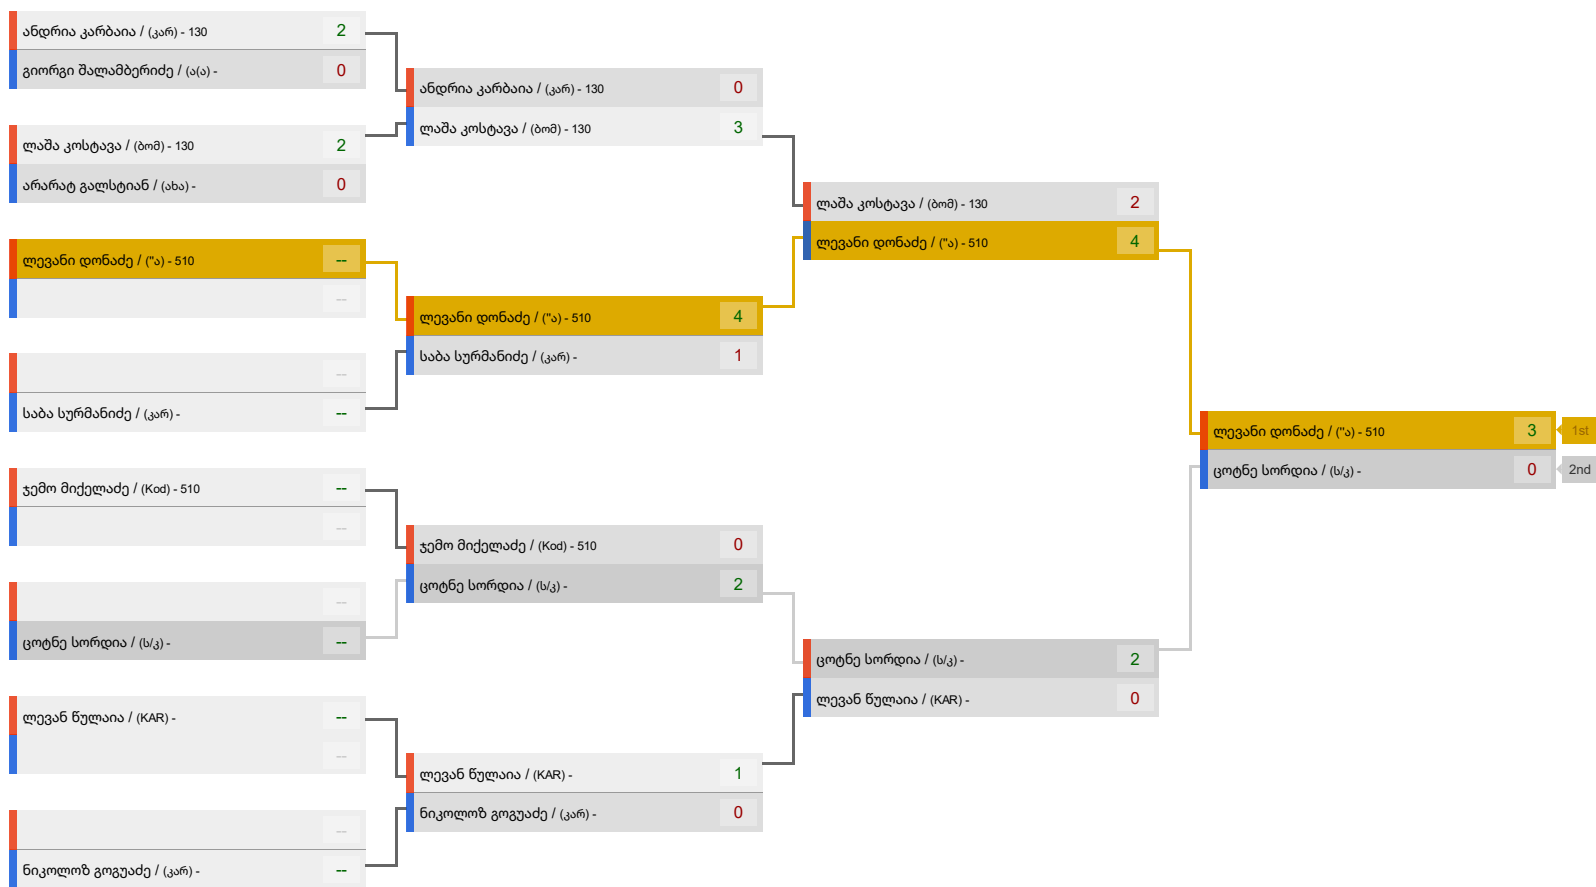 ანდრია კარბაია / (კარ) - 130 2
გიორგი შალამბერიძე / (ა(ა) - 0
ლაშა კოსტავა / (ბომ) - 130 2
არარატ გალსტიან / (ახა) - 0
ლევანი დონაძე / ("ა) - 510 --
--
--
საბა სურმანიძე / (კარ) - --
ჯემო მიქელაძე / (Kod) - 510 --
--
--
ცოტნე სორდია / (ს/კ) - --
ლევან წულაია / (KAR) - --
--
--
ნიკოლოზ გოგუაძე / (კარ) - --
ანდრია კარბაია / (კარ) - 130 0
ლაშა კოსტავა / (ბომ) - 130 3
ლევანი დონაძე / ("ა) - 510 4
საბა სურმანიძე / (კარ) - 1
ჯემო მიქელაძე / (Kod) - 510 0
ცოტნე სორდია / (ს/კ) - 2
ლევან წულაია / (KAR) - 1
ნიკოლოზ გოგუაძე / (კარ) - 0
ლაშა კოსტავა / (ბომ) - 130 2
ლევანი დონაძე / ("ა) - 510 4
ცოტნე სორდია / (ს/კ) - 2
ლევან წულაია / (KAR) - 0
ლევანი დონაძე / ("ა) - 510 3 1st
ცოტნე სორდია / (ს/კ) - 0 2nd